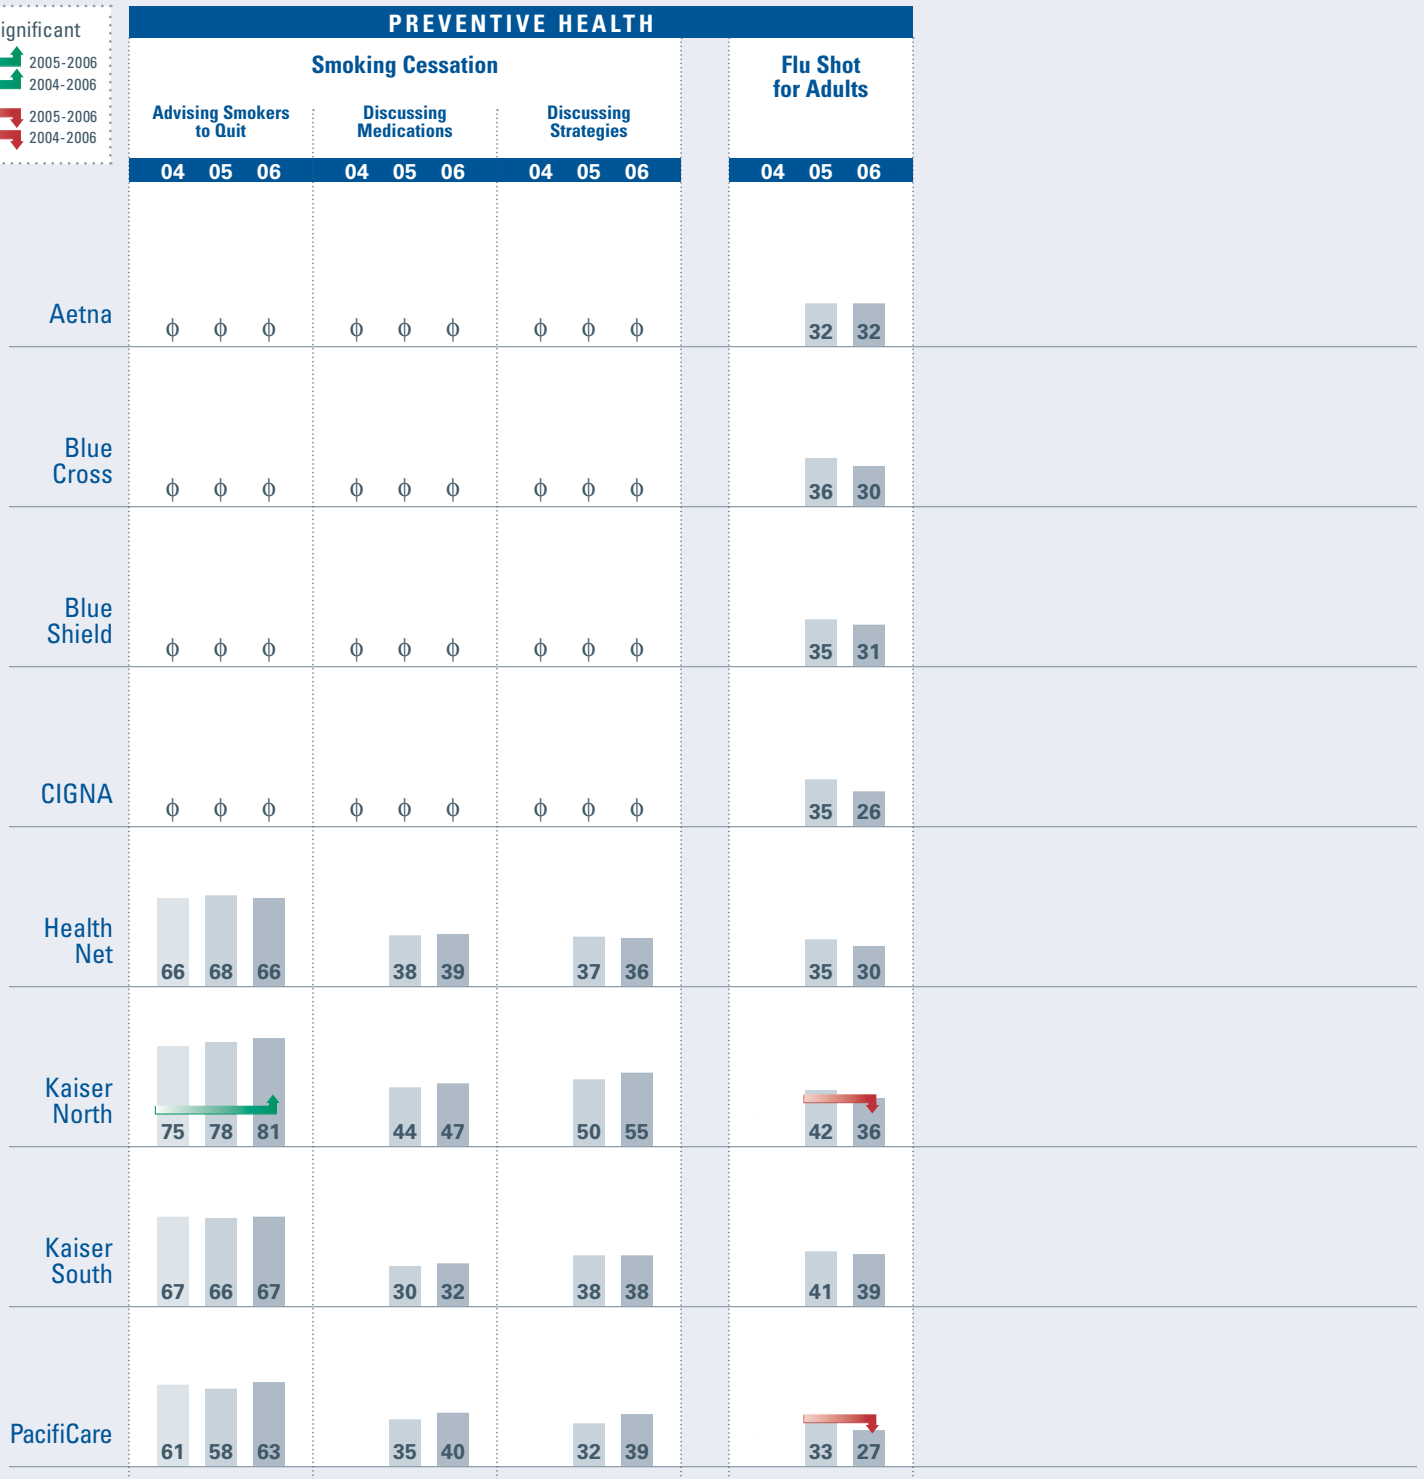 ignificant
2005-2006
2004-2006
2005-2006
2004-2006
PREVENTIVE HEALTH
Smoking Cessation
Flu Shot
for Adults
Advising Smokers
to Quit
Discussing
Medications
Discussing
Strategies
04 05 06 04 05 06 04 05 06 04 05 06
Aetna
ϕ ϕ ϕ ϕ ϕ ϕ ϕ ϕ ϕ 32 32
Blue
Cross
ϕ ϕ ϕ ϕ ϕ ϕ ϕ ϕ ϕ 36 30
Blue
Shield
ϕ ϕ ϕ ϕ ϕ ϕ ϕ ϕ ϕ 35 31
CIGNA
ϕ ϕ ϕ ϕ ϕ ϕ ϕ ϕ ϕ 35 26
Health
Net
66 68 66 38 39 37 36 35 30
Kaiser
North
75 78 81 44 47 50 55 42 36
Kaiser
South
67 66 67 30 32 38 38 41 39
PacifiCare
61 58 63 35 40 32 39 33 27